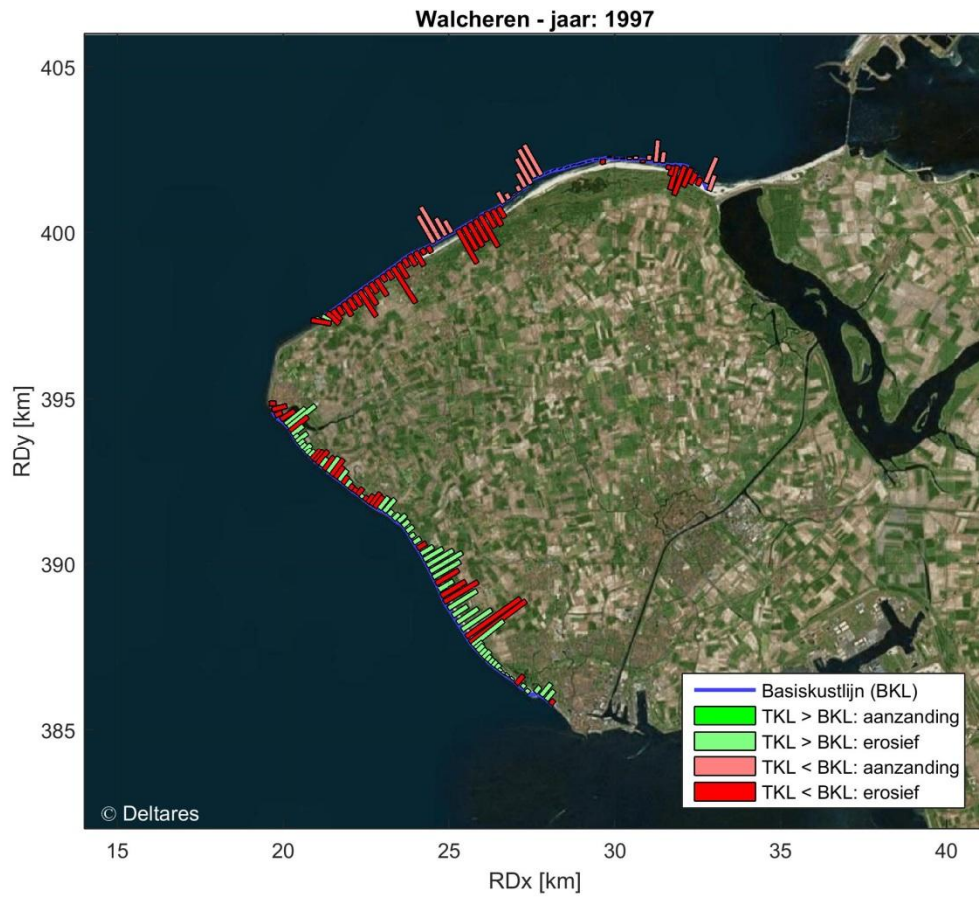 Walcheren - jaar: 1997
405
400
395
390
385
RDy [km]
Basiskustlijn (BKL)
TKL > BKL: aanzanding
TKL > BKL: erosief
TKL < BKL: aanzanding
TKL < BKL: erosief
© Deltares
15 20 25 30 35 40
RDx [km]